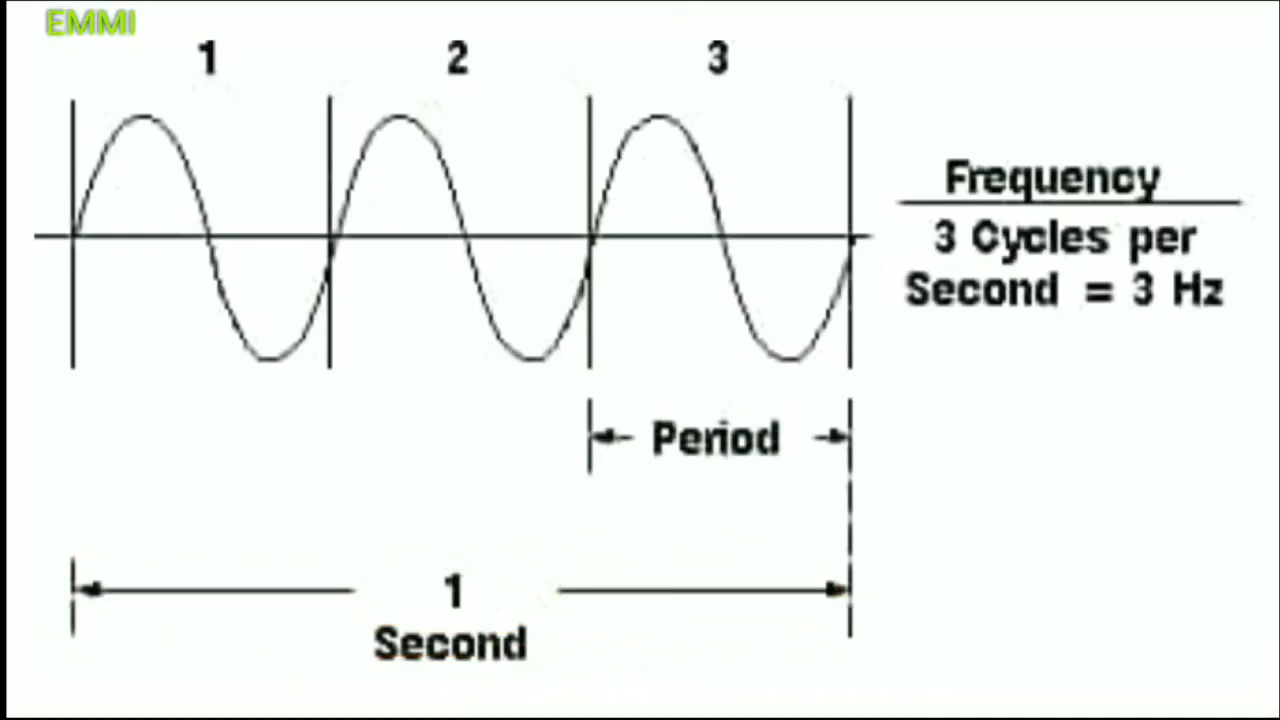 EMMI
1 2 3
Frequency
3 Cycles per
Second = 3 Hz
Period
1
Second